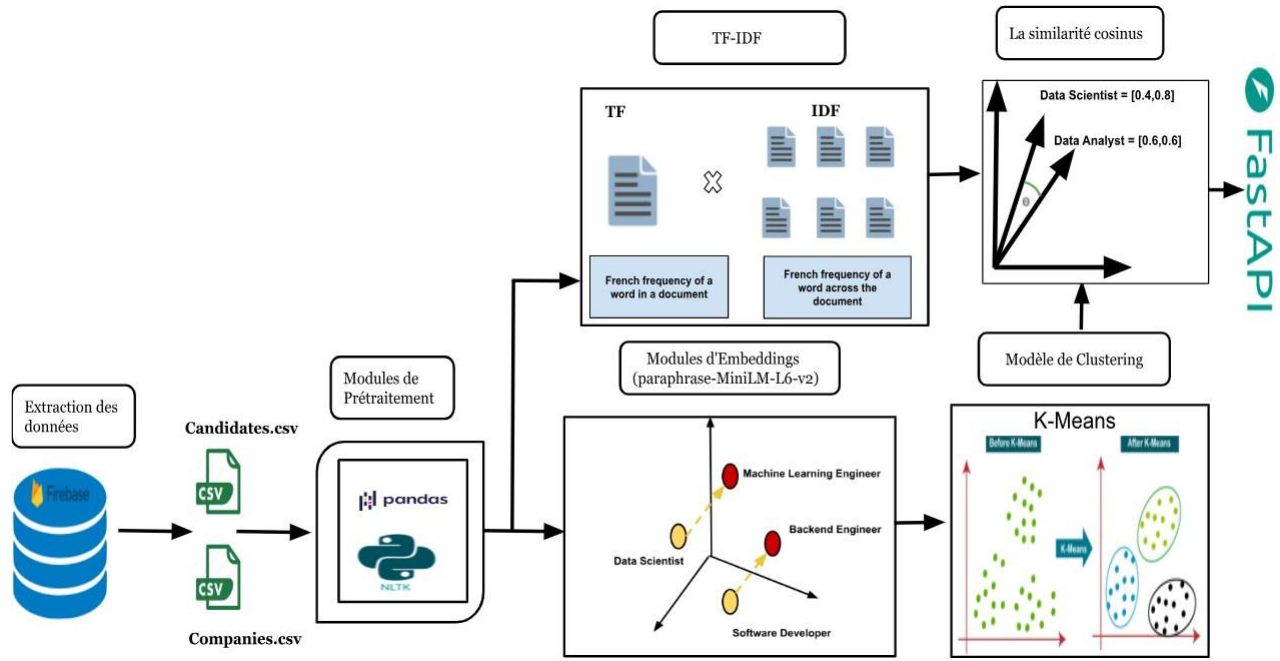 TF-IDF
La similarité cosinus
TF
IDF
French frequency of a
word in a document
French frequency of a
word across the
document
Data Scientist = [0.4,0.8]
Data Analyst = [0.6,0.6]
θ
FastAPI
Extraction des
données
Firebase
Candidates.csv
CSV
CSV
Companies.csv
Modules de
Prétraitement
pandas
NLTK
Modules d'Embeddings
(paraphrase-MiniLM-L6-v2)
Machine Learning Engineer
Backend Engineer
Data Scientist
Software Developer
Modèle de Clustering
K-Means
Before K-Means
After K-Means
K-Means